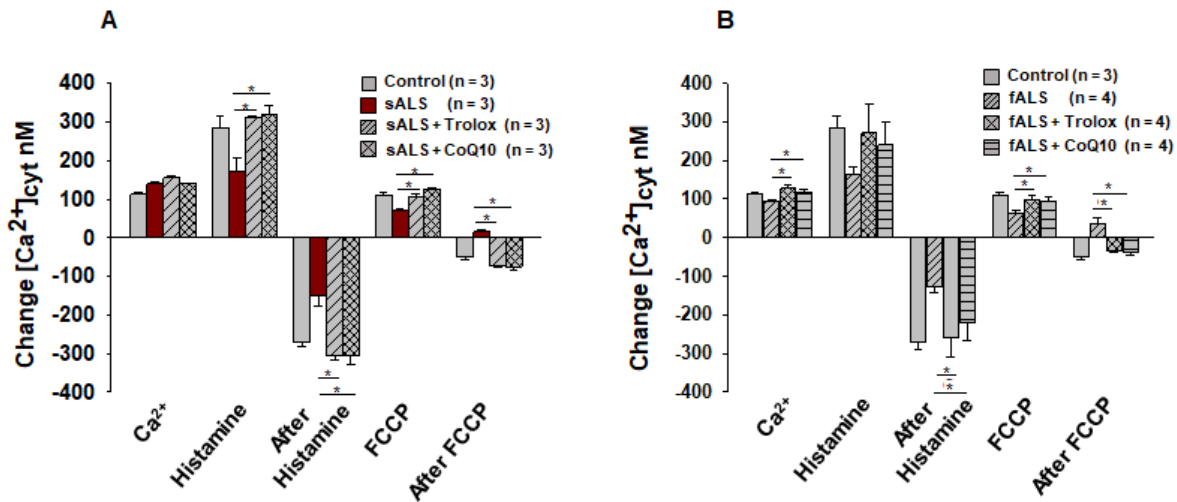 A
Change [Ca²⁺]cyt nM
400
300
200
100
0
-100
-200
-300
-400
Control (n = 3)
sALS (n = 3)
sALS + Trolox (n = 3)
sALS + CoQ10 (n = 3)
*
*
*
*
*
*
*
*
Ca²⁺
Histamine
After
Histamine
FCCP
After FCCP
B
Change [Ca²⁺]cyt nM
400
300
200
100
0
-100
-200
-300
-400
Control (n = 3)
fALS (n = 4)
fALS + Trolox (n = 4)
fALS + CoQ10 (n = 4)
*
*
*
*
*
*
*
*
Ca²⁺
Histamine
After
Histamine
FCCP
After FCCP